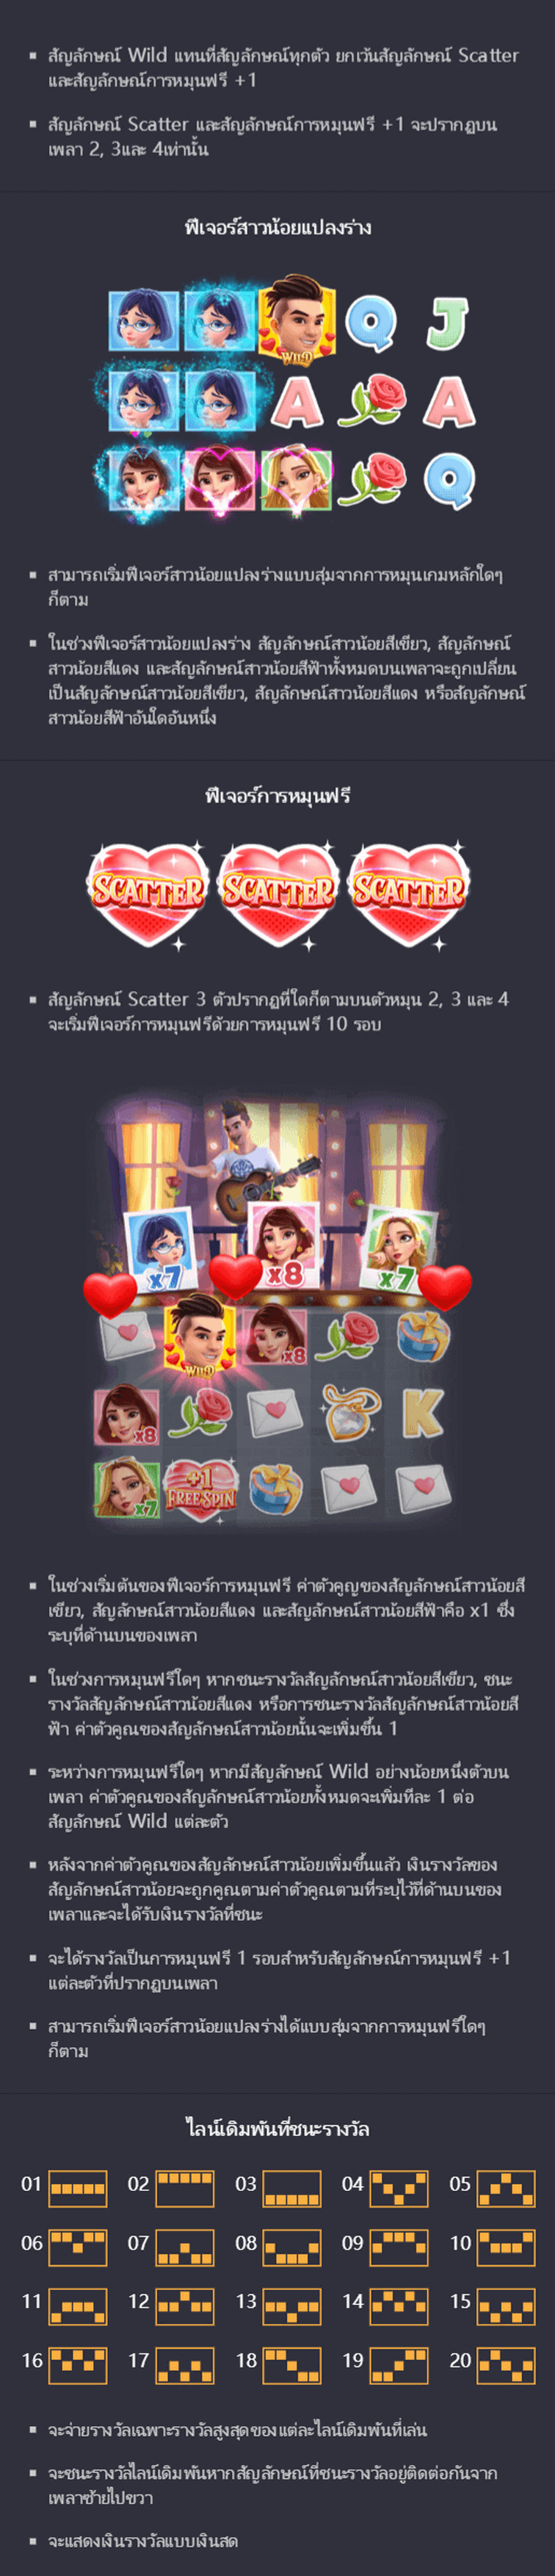 สัญลักษณ์ Wild แทนที่สัญลักษณ์ทุกตัว ยกเว้นสัญลักษณ์ Scatter
และสัญลักษณ์การหมุนฟรี +1
สัญลักษณ์ Scatter และสัญลักษณ์การหมุนฟรี +1 จะปรากฏบน
เพลา 2, 3และ 4เท่านั้น
ฟีเจอร์สาวน้อยแปลงร่าง
WILD
Q
J
A
A
Q
สามารถเริ่มฟีเจอร์สาวน้อยแปลงร่างแบบสุ่มจากการหมุนเกมหลักใดๆ
ก็ตาม
ในช่วงฟีเจอร์สาวน้อยแปลงร่าง สัญลักษณ์สาวน้อยสีเขียว, สัญลักษณ์
สาวน้อยสีแดง และสัญลักษณ์สาวน้อยสีฟ้าทั้งหมดบนเพลาจะถูกเปลี่ยน
เป็นสัญลักษณ์สาวน้อยสีเขียว, สัญลักษณ์สาวน้อยสีแดง หรือสัญลักษณ์
สาวน้อยสีฟ้าอันใดอันหนึ่ง
ฟีเจอร์การหมุนฟรี
SCATTER SCATTER SCATTER
สัญลักษณ์ Scatter 3 ตัวปรากฏที่ใดก็ตามบนตัวหมุน 2, 3 และ 4
จะเริ่มฟีเจอร์การหมุนฟรีด้วยการหมุนฟรี 10 รอบ
x7
x8
x7
WILD
x8
x8
K
x7
+1
FREE SPIN
ในช่วงเริ่มต้นของฟีเจอร์การหมุนฟรี ค่าตัวคูญของสัญลักษณ์สาวน้อยสี
เขียว, สัญลักษณ์สาวน้อยสีแดง และสัญลักษณ์สาวน้อยสีฟ้าคือ x1 ซึ่ง
ระบุที่ด้านบนของเพลา
ในช่วงการหมุนฟรีใดๆ หากชนะรางวัลสัญลักษณ์สาวน้อยสีเขียว, ชนะ
รางวัลสัญลักษณ์สาวน้อยสีแดง หรือการชนะรางวัลสัญลักษณ์สาวน้อยสี
ฟ้า ค่าตัวคูณของสัญลักษณ์สาวน้อยนั้นจะเพิ่มขึ้น 1
ระหว่างการหมุนฟรีใดๆ หากมีสัญลักษณ์ Wild อย่างน้อยหนึ่งตัวบน
เพลา ค่าตัวคูณของสัญลักษณ์สาวน้อยทั้งหมดจะเพิ่มทีละ 1 ต่อ
สัญลักษณ์ Wild แต่ละตัว
หลังจากค่าตัวคูณของสัญลักษณ์สาวน้อยเพิ่มขึ้นแล้ว เงินรางวัลของ
สัญลักษณ์สาวน้อยจะถูกคูณตามค่าตัวคูณตามที่ระบุไว้ที่ด้านบนของ
เพลาและจะได้รับเงินรางวัลที่ชนะ
จะได้รางวัลเป็นการหมุนฟรี 1 รอบสำหรับสัญลักษณ์การหมุนฟรี +1
แต่ละตัวที่ปรากฏบนเพลา
สามารถเริ่มฟีเจอร์สาวน้อยแปลงร่างได้แบบสุ่มจากการหมุนฟรีใดๆ
ก็ตาม
ไลน์เดิมพันที่ชนะรางวัล
01 02 03 04 05
06 07 08 09 10
11 12 13 14 15
16 17 18 19 20
จะจ่ายรางวัลเฉพาะรางวัลสูงสุดของแต่ละไลน์เดิมพันที่เล่น
จะชนะรางวัลไลน์เดิมพันหากสัญลักษณ์ที่ชนะรางวัลอยู่ติดต่อกันจาก
เพลาซ้ายไปขวา
จะแสดงเงินรางวัลแบบเงินสด